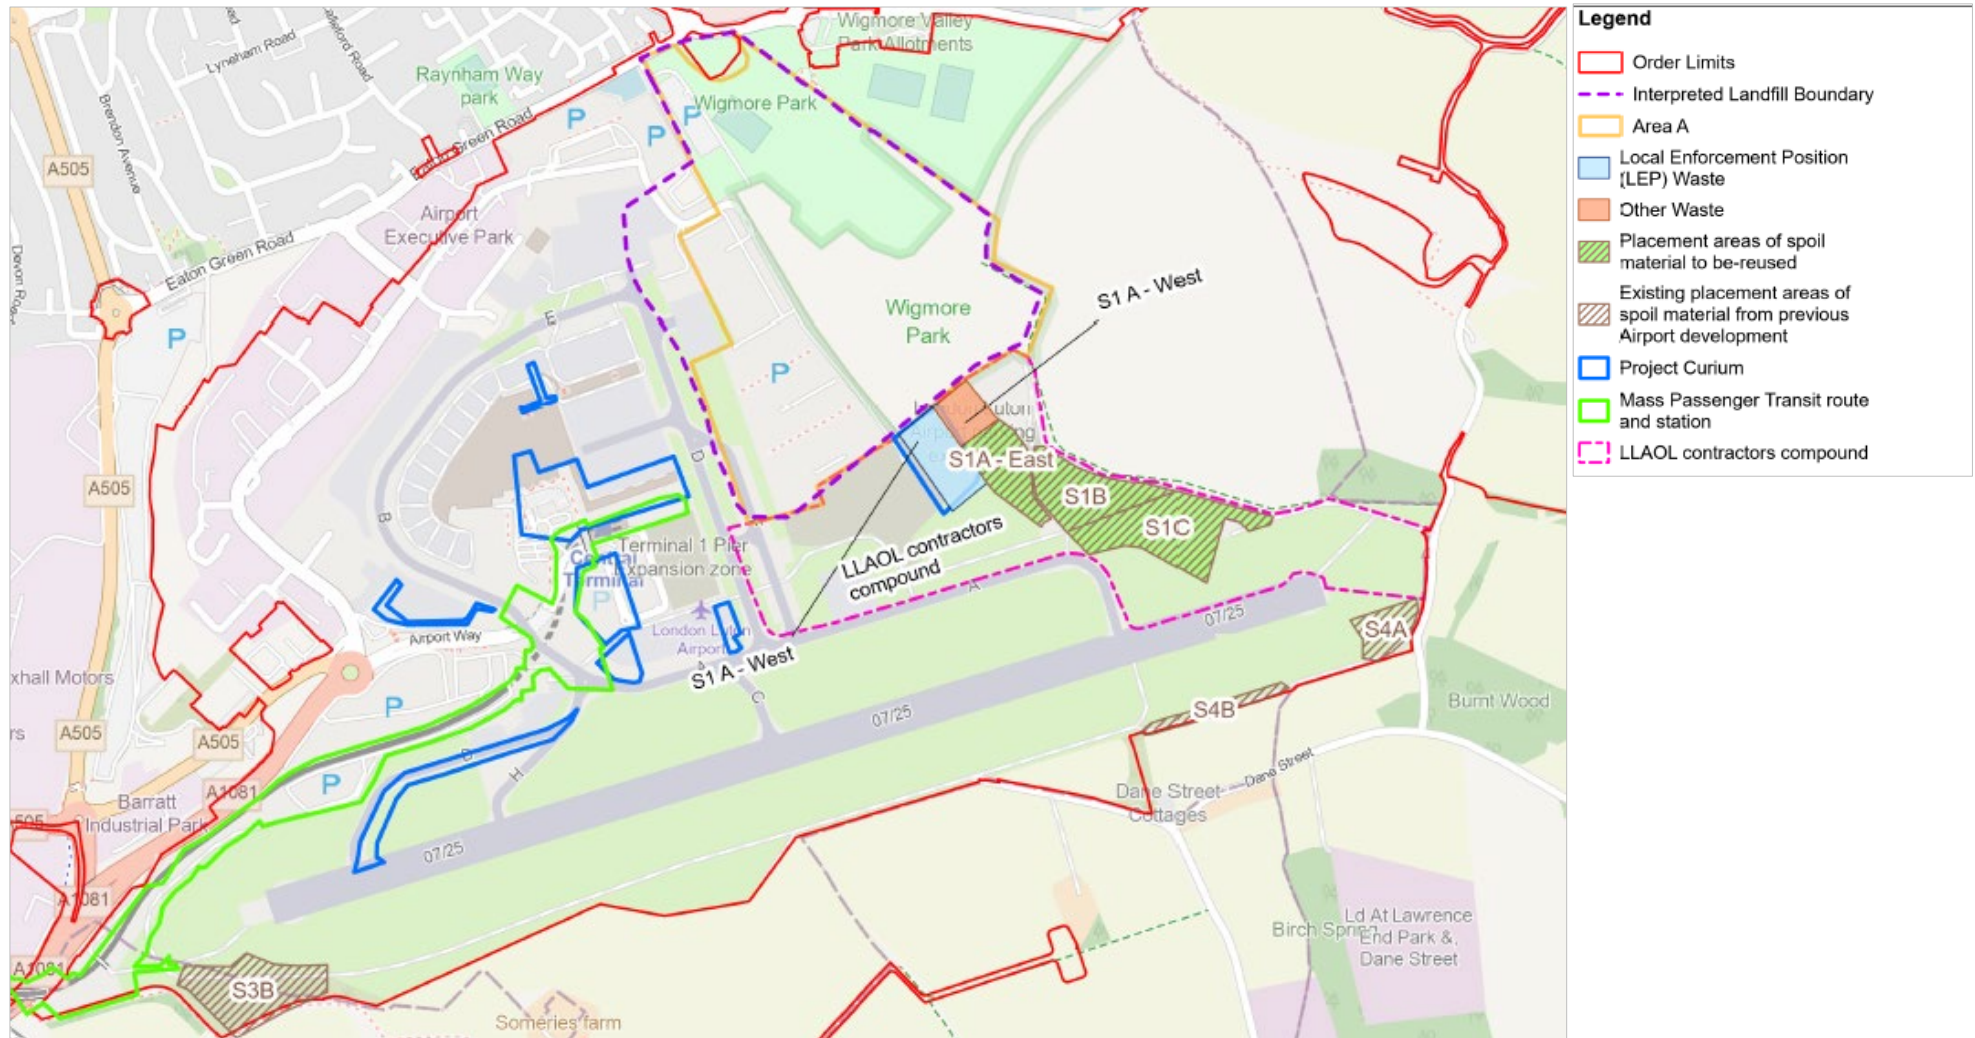 Wigmore Valley
Park Allotments
Lyneham Road
Raynham Way
park
Brendon Avenue
Wigmore Park
P
P
P
Eaton Green Road
A505
Airport
Executive Park
Eaton Green Road
P
Wigmore
Park
S1 A - West
E
P
D
A505
B
S1A - East
S1B
S1C
LLAOL contractors
compound
Terminal 1 Pier
Expansion zone
Central
Terminal
P
A
07/25
Airport Way
London Luton
Airport
S1 A - West
S4A
C
S4B
Burnt Wood
P
07/25
A505
A505
Dane Street
H
P
A1081
Barratt
Industrial Park
Dane Street
Cottages
07/25
A1081
Birch Spring
Ld At Lawrence
End Park &,
Dane Street
A1081
S3B
Someries farm
Legend
Order Limits
Interpreted Landfill Boundary
Area A
Local Enforcement Position
(LEP) Waste
Other Waste
Placement areas of spoil
material to be-reused
Existing placement areas of
spoil material from previous
Airport development
Project Curium
Mass Passenger Transit route
and station
LLAOL contractors compound